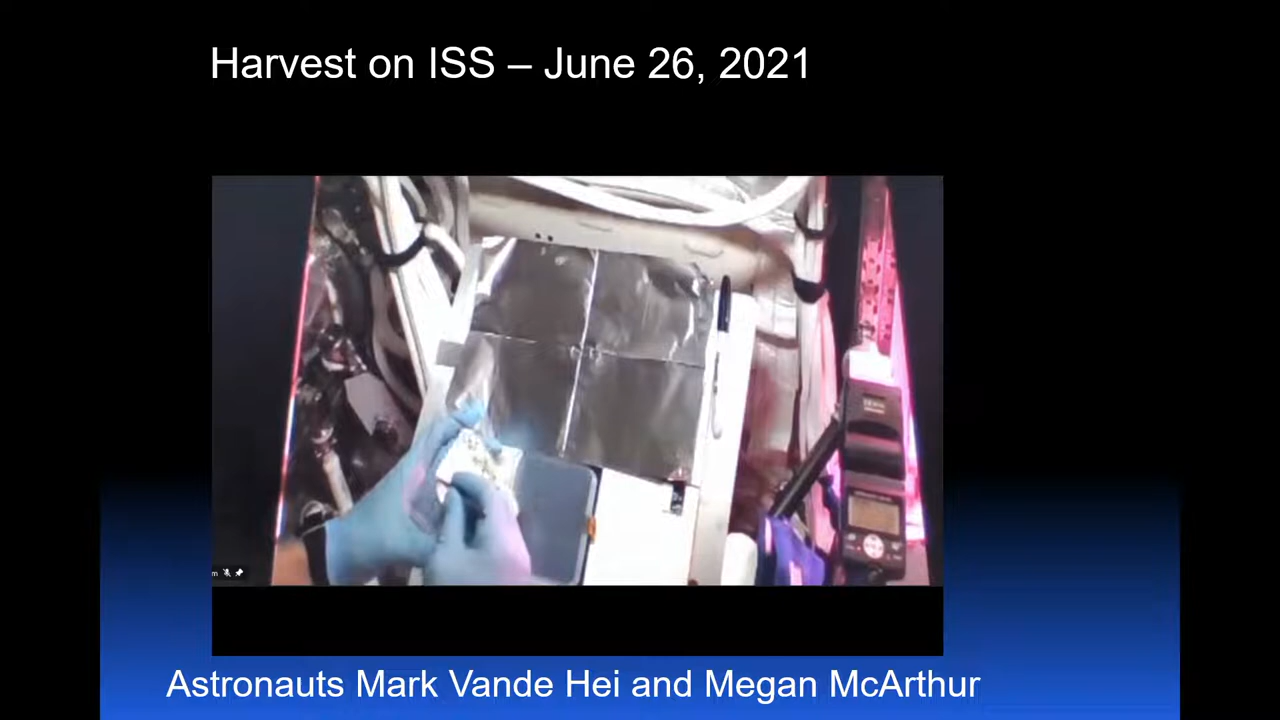 Harvest on ISS – June 26, 2021
m
Astronauts Mark Vande Hei and Megan McArthur